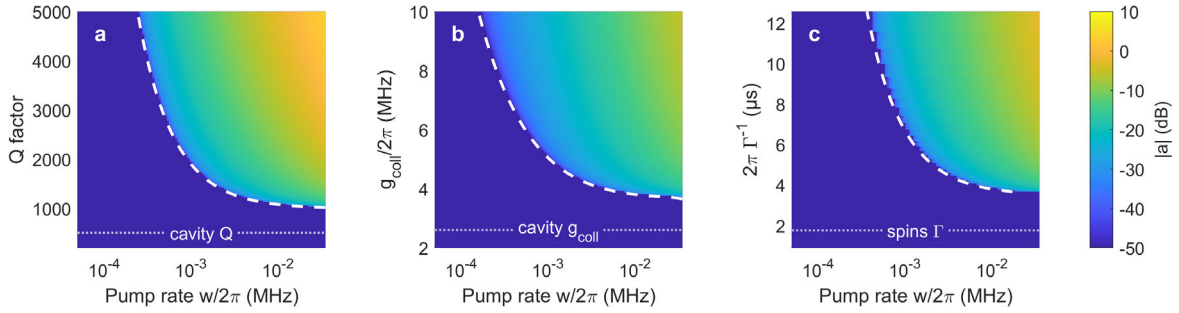 a
5000
4000
3000
2000
1000
Q factor
cavity Q
10⁻⁴ 10⁻³ 10⁻²
Pump rate w/2π (MHz)
b
10
8
6
4
2
g_coll/2π (MHz)
cavity g_coll
10⁻⁴ 10⁻³ 10⁻²
Pump rate w/2π (MHz)
c
12
10
8
6
4
2
2π Γ⁻¹ (μs)
spins Γ
10⁻⁴ 10⁻³ 10⁻²
Pump rate w/2π (MHz)
10
0
-10
-20
-30
-40
-50
|a| (dB)